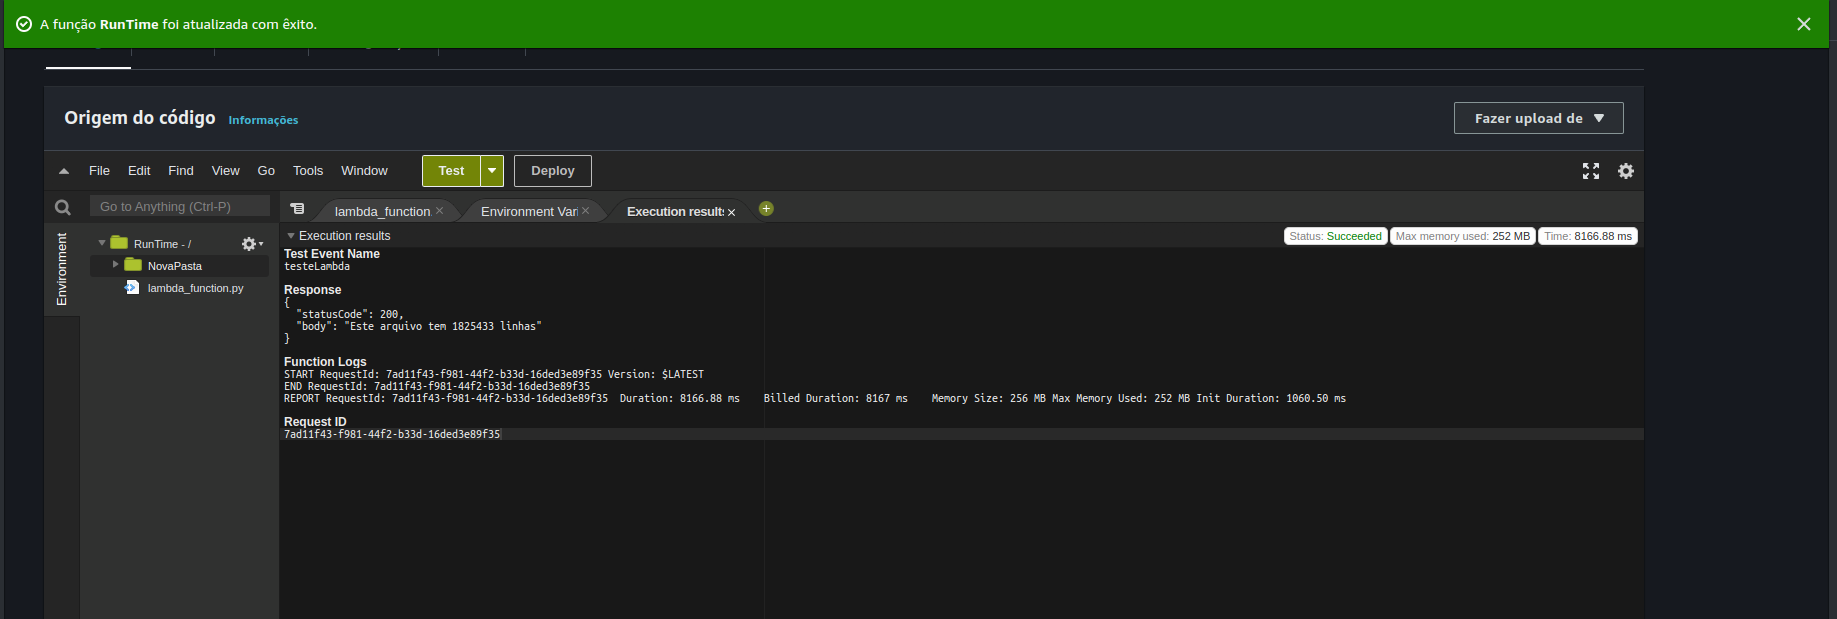 A função RunTime foi atualizada com êxito.
Origem do código Informações
Fazer upload de
File Edit Find View Go Tools Window Test Deploy
Go to Anything (Ctrl-P)
lambda_function Environment Vari Execution results
Environment
RunTime - /
NovaPasta
lambda_function.py
Execution results
Status: Succeeded Max memory used: 252 MB Time: 8166.88 ms
Test Event Name
testeLambda
Response
{
"statusCode": 200,
"body": "Este arquivo tem 1825433 linhas"
}
Function Logs
START RequestId: 7ad11f43-f981-44f2-b33d-16ded3e89f35 Version: $LATEST
END RequestId: 7ad11f43-f981-44f2-b33d-16ded3e89f35
REPORT RequestId: 7ad11f43-f981-44f2-b33d-16ded3e89f35 Duration: 8166.88 ms Billed Duration: 8167 ms Memory Size: 256 MB Max Memory Used: 252 MB Init Duration: 1060.50 ms
Request ID
7ad11f43-f981-44f2-b33d-16ded3e89f35